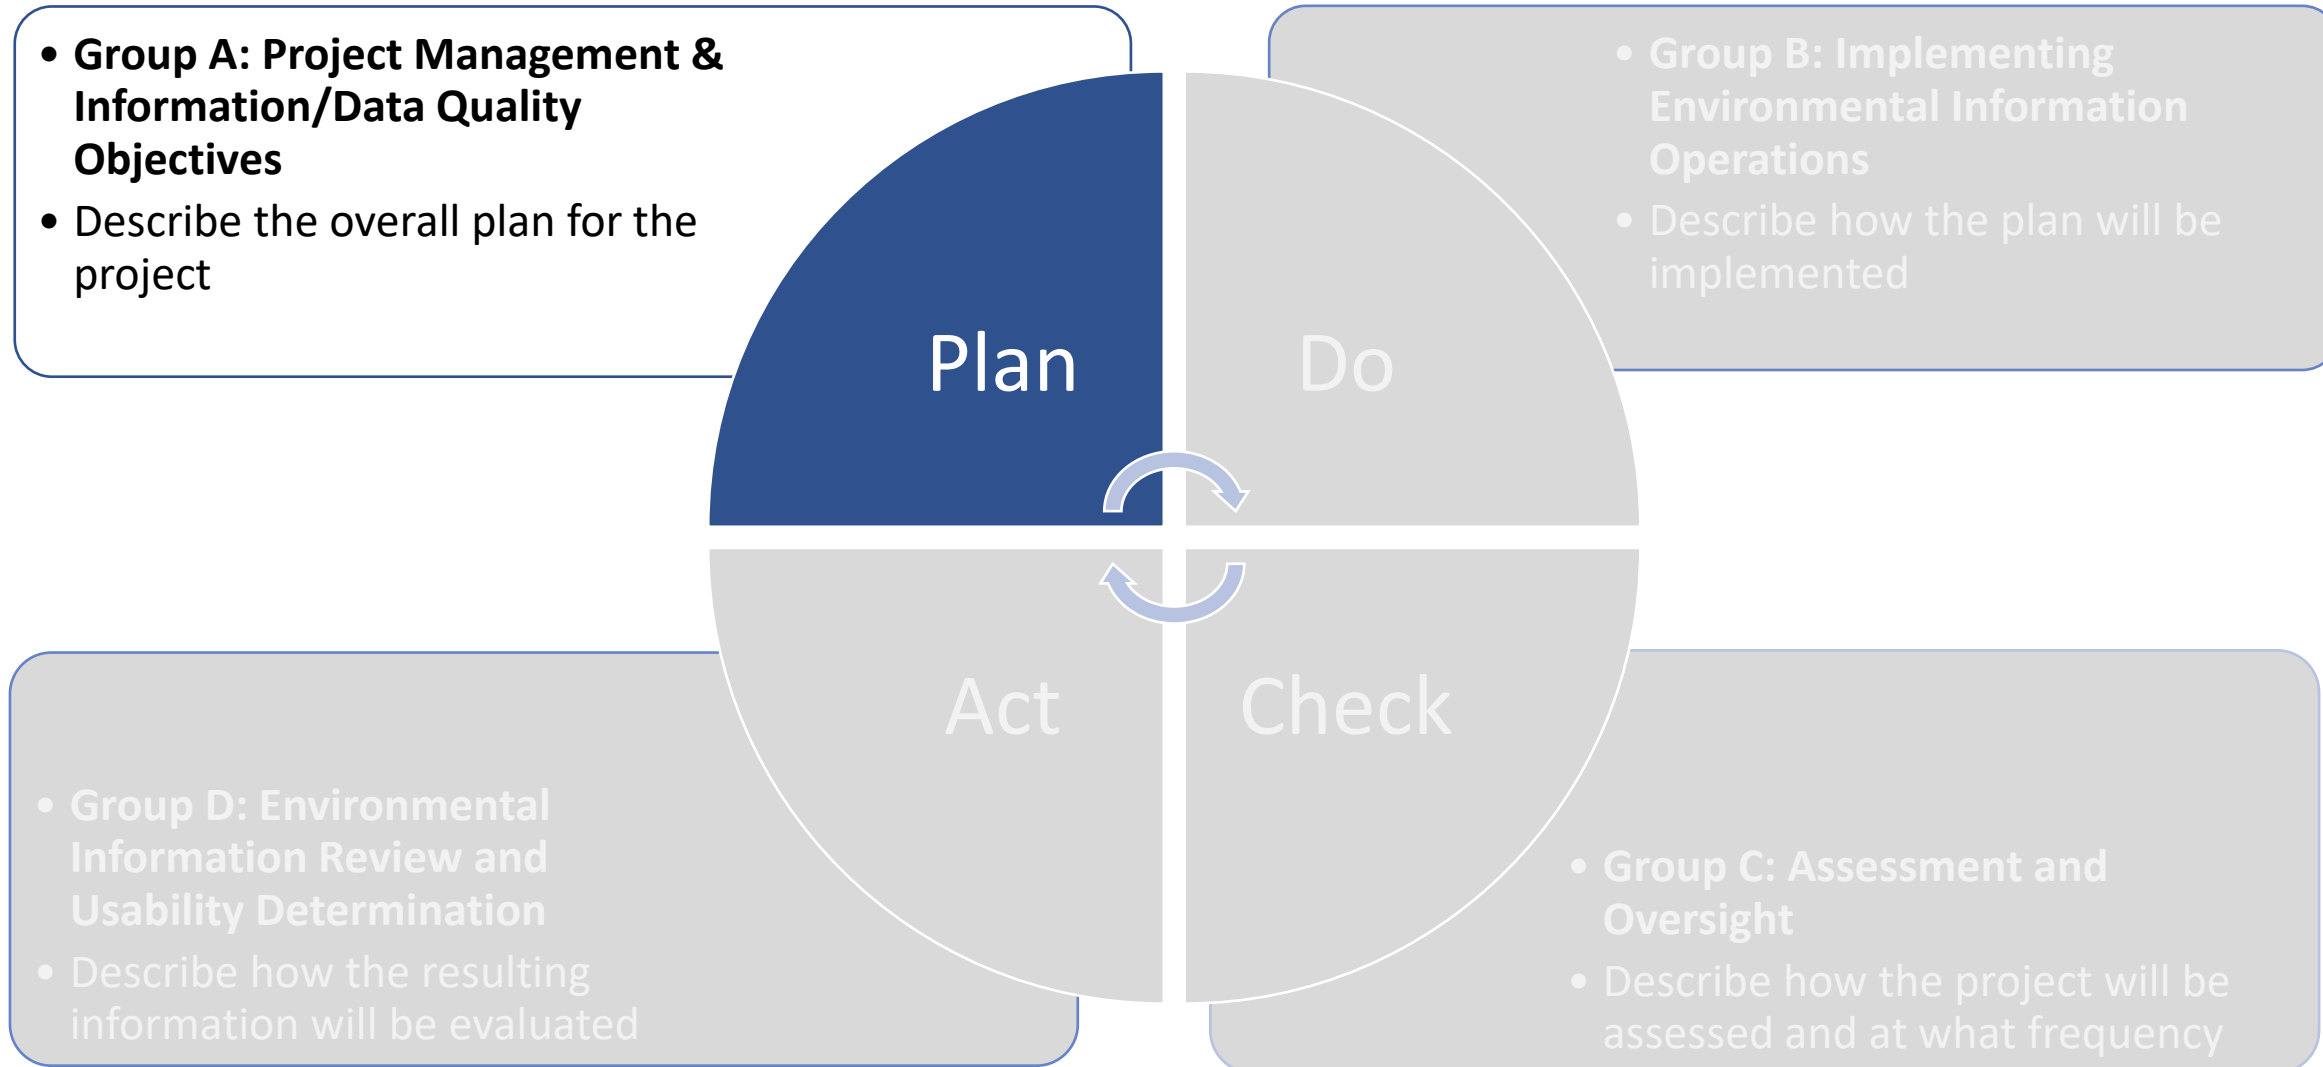 • Group A: Project Management &
Information/Data Quality
Objectives
• Describe the overall plan for the
project
• Group B: Implementing
Environmental Information
Operations
• Describe how the plan will be
implemented
Plan
Do
Act
Check
• Group D: Environmental
Information Review and
Usability Determination
• Describe how the resulting
information will be evaluated
• Group C: Assessment and
Oversight
• Describe how the project will be
assessed and at what frequency